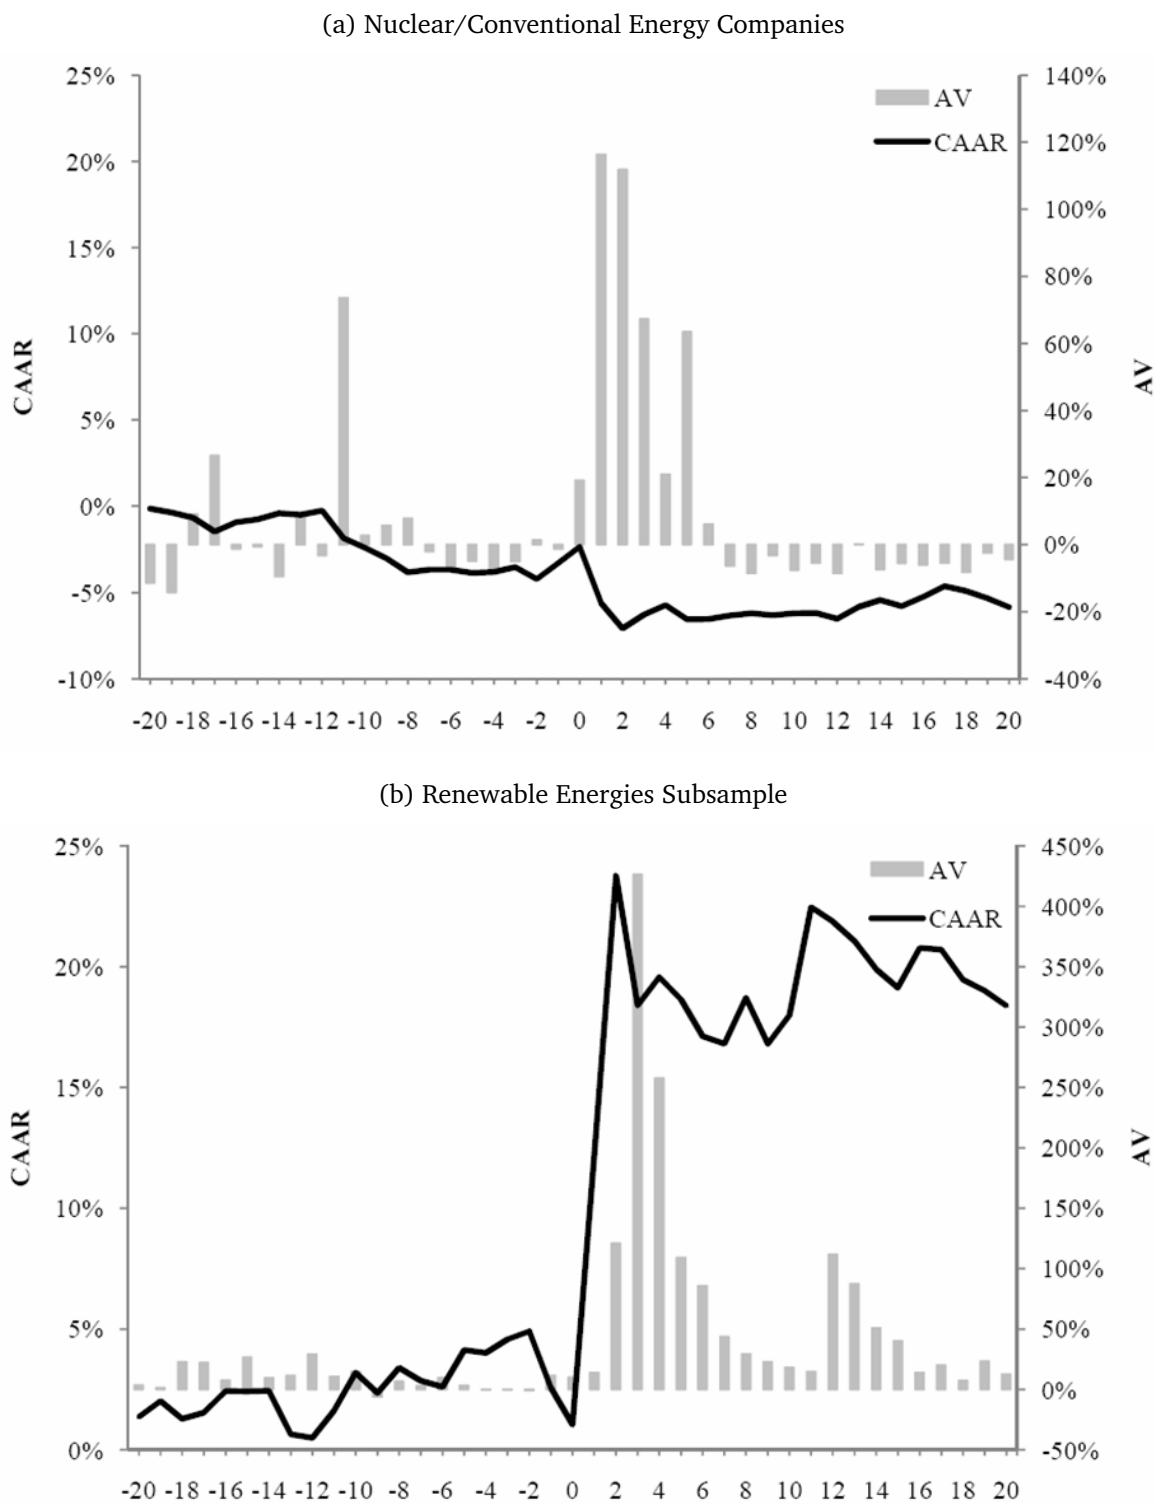 (a) Nuclear/Conventional Energy Companies
25% 140%
AV
120%
CAAR
20%
100%
15%
80%
10%
60%
CAAR
AV
5% 40%
20%
0%
0%
-5%
-20%
-10% -40%
-20 -18 -16 -14 -12 -10 -8 -6 -4 -2 0 2 4 6 8 10 12 14 16 18 20
(b) Renewable Energies Subsample
25% 450%
AV
400%
CAAR
20% 350%
300%
15% 250%
CAAR
AV
200%
10% 150%
100%
5% 50%
0%
0% -50%
-20 -18 -16 -14 -12 -10 -8 -6 -4 -2 0 2 4 6 8 10 12 14 16 18 20